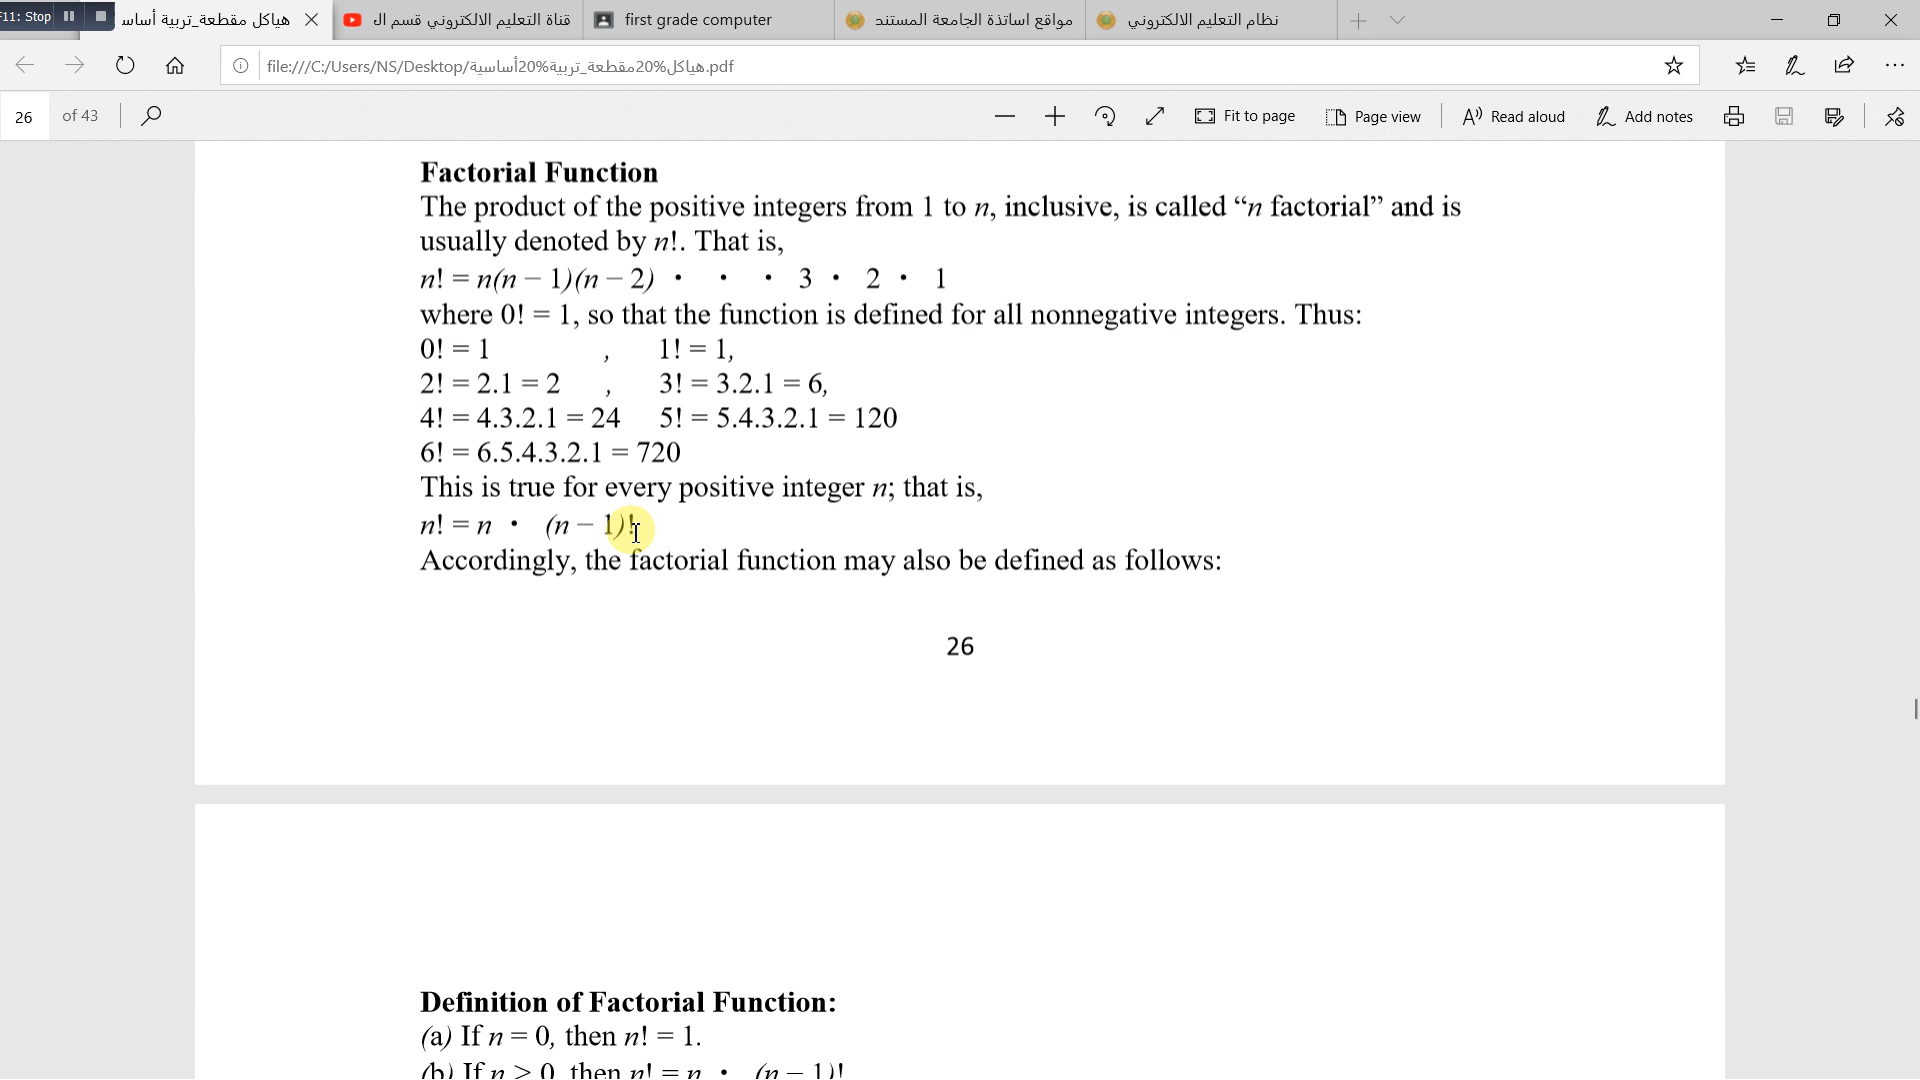 F11: Stop
هياكل مقطعة_تربية أساس
قناة التعليم الالكتروني قسم ال
first grade computer
مواقع اساتذة الجامعة المستند
نظام التعليم الالكتروني
file:///C:/Users/NS/Desktop/هياكل%20مقطعة_تربية%20أساسية.pdf
26 of 43
Fit to page
Page view
Read aloud
Add notes
Factorial Function
The product of the positive integers from 1 to n, inclusive, is called “n factorial” and is
usually denoted by n!. That is,
n! = n(n − 1)(n − 2) · · · 3 · 2 · 1
where 0! = 1, so that the function is defined for all nonnegative integers. Thus:
0! = 1 , 1! = 1,
2! = 2.1 = 2 , 3! = 3.2.1 = 6,
4! = 4.3.2.1 = 24 5! = 5.4.3.2.1 = 120
6! = 6.5.4.3.2.1 = 720
This is true for every positive integer n; that is,
n! = n · (n − 1)!
Accordingly, the factorial function may also be defined as follows:
26
Definition of Factorial Function:
(a) If n = 0, then n! = 1.
(b) If n > 0, then n! = n · (n − 1)!